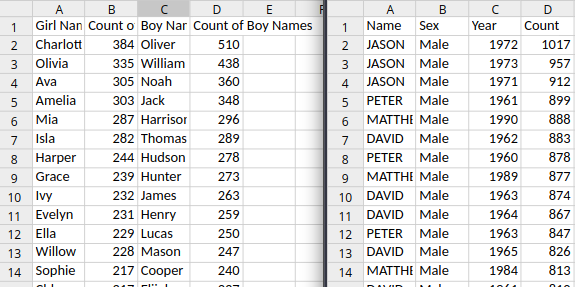 A B C D E A B C D
1 Girl Nan Count o Boy Nar Count of Boy Names 1 Name Sex Year Count
2 Charlott 384 Oliver 510 2 JASON Male 1972 1017
3 Olivia 335 William 438 3 JASON Male 1973 957
4 Ava 305 Noah 360 4 JASON Male 1971 912
5 Amelia 303 Jack 348 5 PETER Male 1961 899
6 Mia 287 Harrisor 296 6 MATTHE Male 1990 888
7 Isla 282 Thomas 289 7 DAVID Male 1962 883
8 Harper 244 Hudson 278 8 PETER Male 1960 878
9 Grace 239 Hunter 273 9 MATTHE Male 1989 877
10 Ivy 232 James 263 10 DAVID Male 1963 874
11 Evelyn 231 Henry 259 11 DAVID Male 1964 867
12 Ella 229 Lucas 250 12 PETER Male 1963 847
13 Willow 228 Mason 247 13 DAVID Male 1965 826
14 Sophie 217 Cooper 240 14 MATTHE Male 1984 813